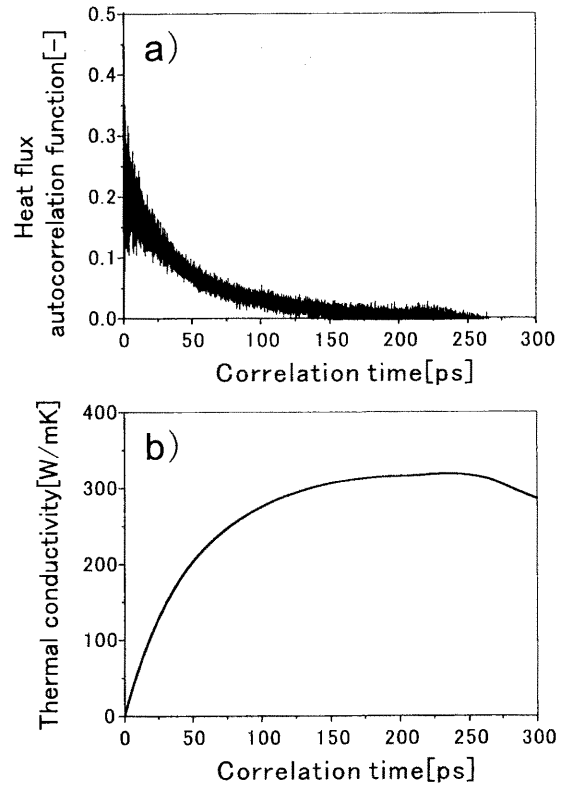 a)
Heat flux
autocorrelation function[-]
0.5
0.4
0.3
0.2
0.1
0.0
0 50 100 150 200 250 300
Correlation time[ps]
b)
Thermal conductivity[W/mK]
400
300
200
100
0
0 50 100 150 200 250 300
Correlation time[ps]